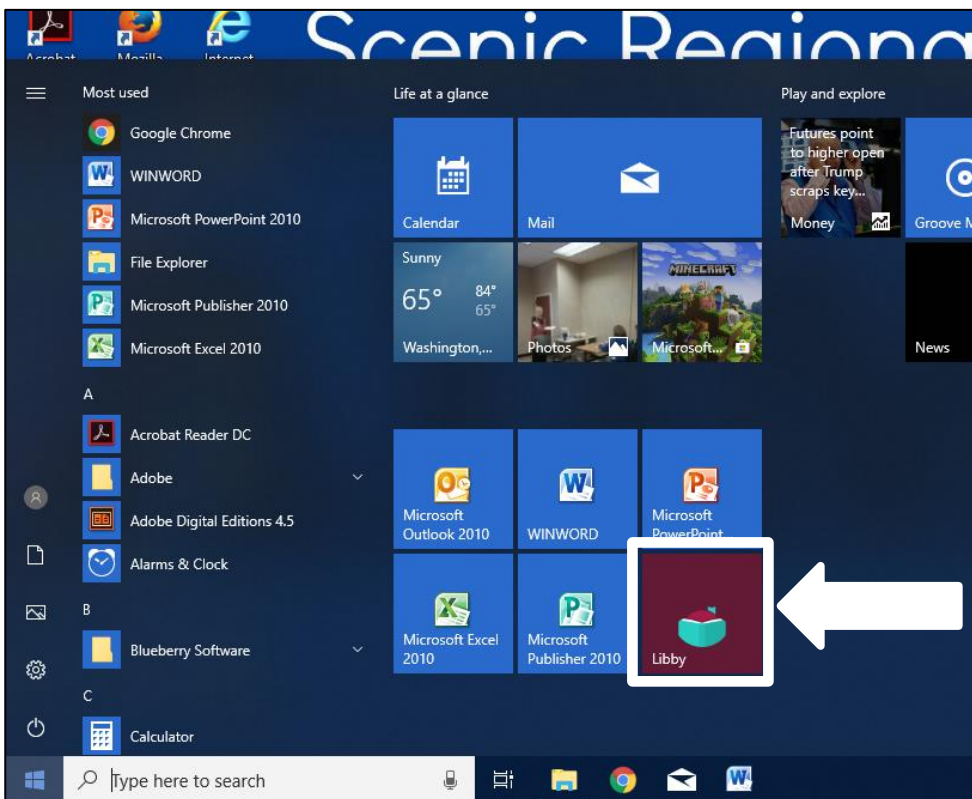 Scenic Regiona
Acrobat
Mozilla
Internet
Most used
Google Chrome
WINWORD
Microsoft PowerPoint 2010
File Explorer
Microsoft Publisher 2010
Microsoft Excel 2010
A
Acrobat Reader DC
Adobe
Adobe Digital Editions 4.5
Alarms & Clock
B
Blueberry Software
C
Calculator
Life at a glance
Calendar
Mail
Sunny
65°
84°
65°
Washington,...
Photos
MINECRAFT
Microsoft...
Microsoft
Outlook 2010
WINWORD
Microsoft
PowerPoint...
Microsoft Excel
2010
Microsoft
Publisher 2010
Libby
Play and explore
Futures point
to higher open
after Trump
scraps key...
Money
Groove M
News
Type here to search